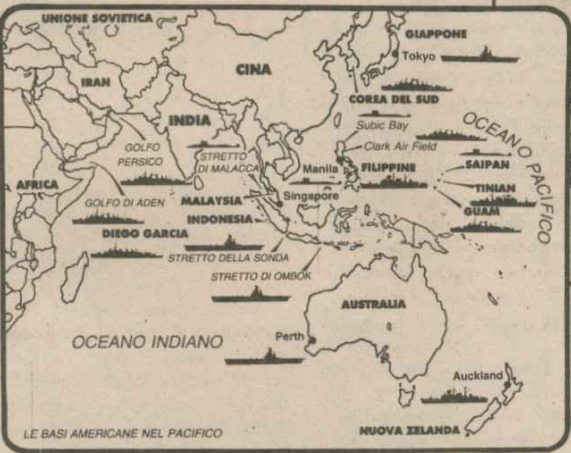 UNIONE SOVIETICA
GIAPPONE
Tokyo
CINA
IRAN
COREA DEL SUD
INDIA
Subic Bay
Clark Air Field
OCEANO PACIFICO
GOLFO
PERSICO
STRETTO
DI MALACCA
Manila
FILIPPINE
SAIPAN
AFRICA
GOLFO DI ADEN
MALAYSIA
Singapore
TINIAN
INDONESIA
GUAM
DIEGO GARCIA
STRETTO DELLA SONDA
STRETTO DI OMBOK
AUSTRALIA
OCEANO INDIANO
Perth
Auckland
LE BASI AMERICANE NEL PACIFICO
NUOVA ZELANDA